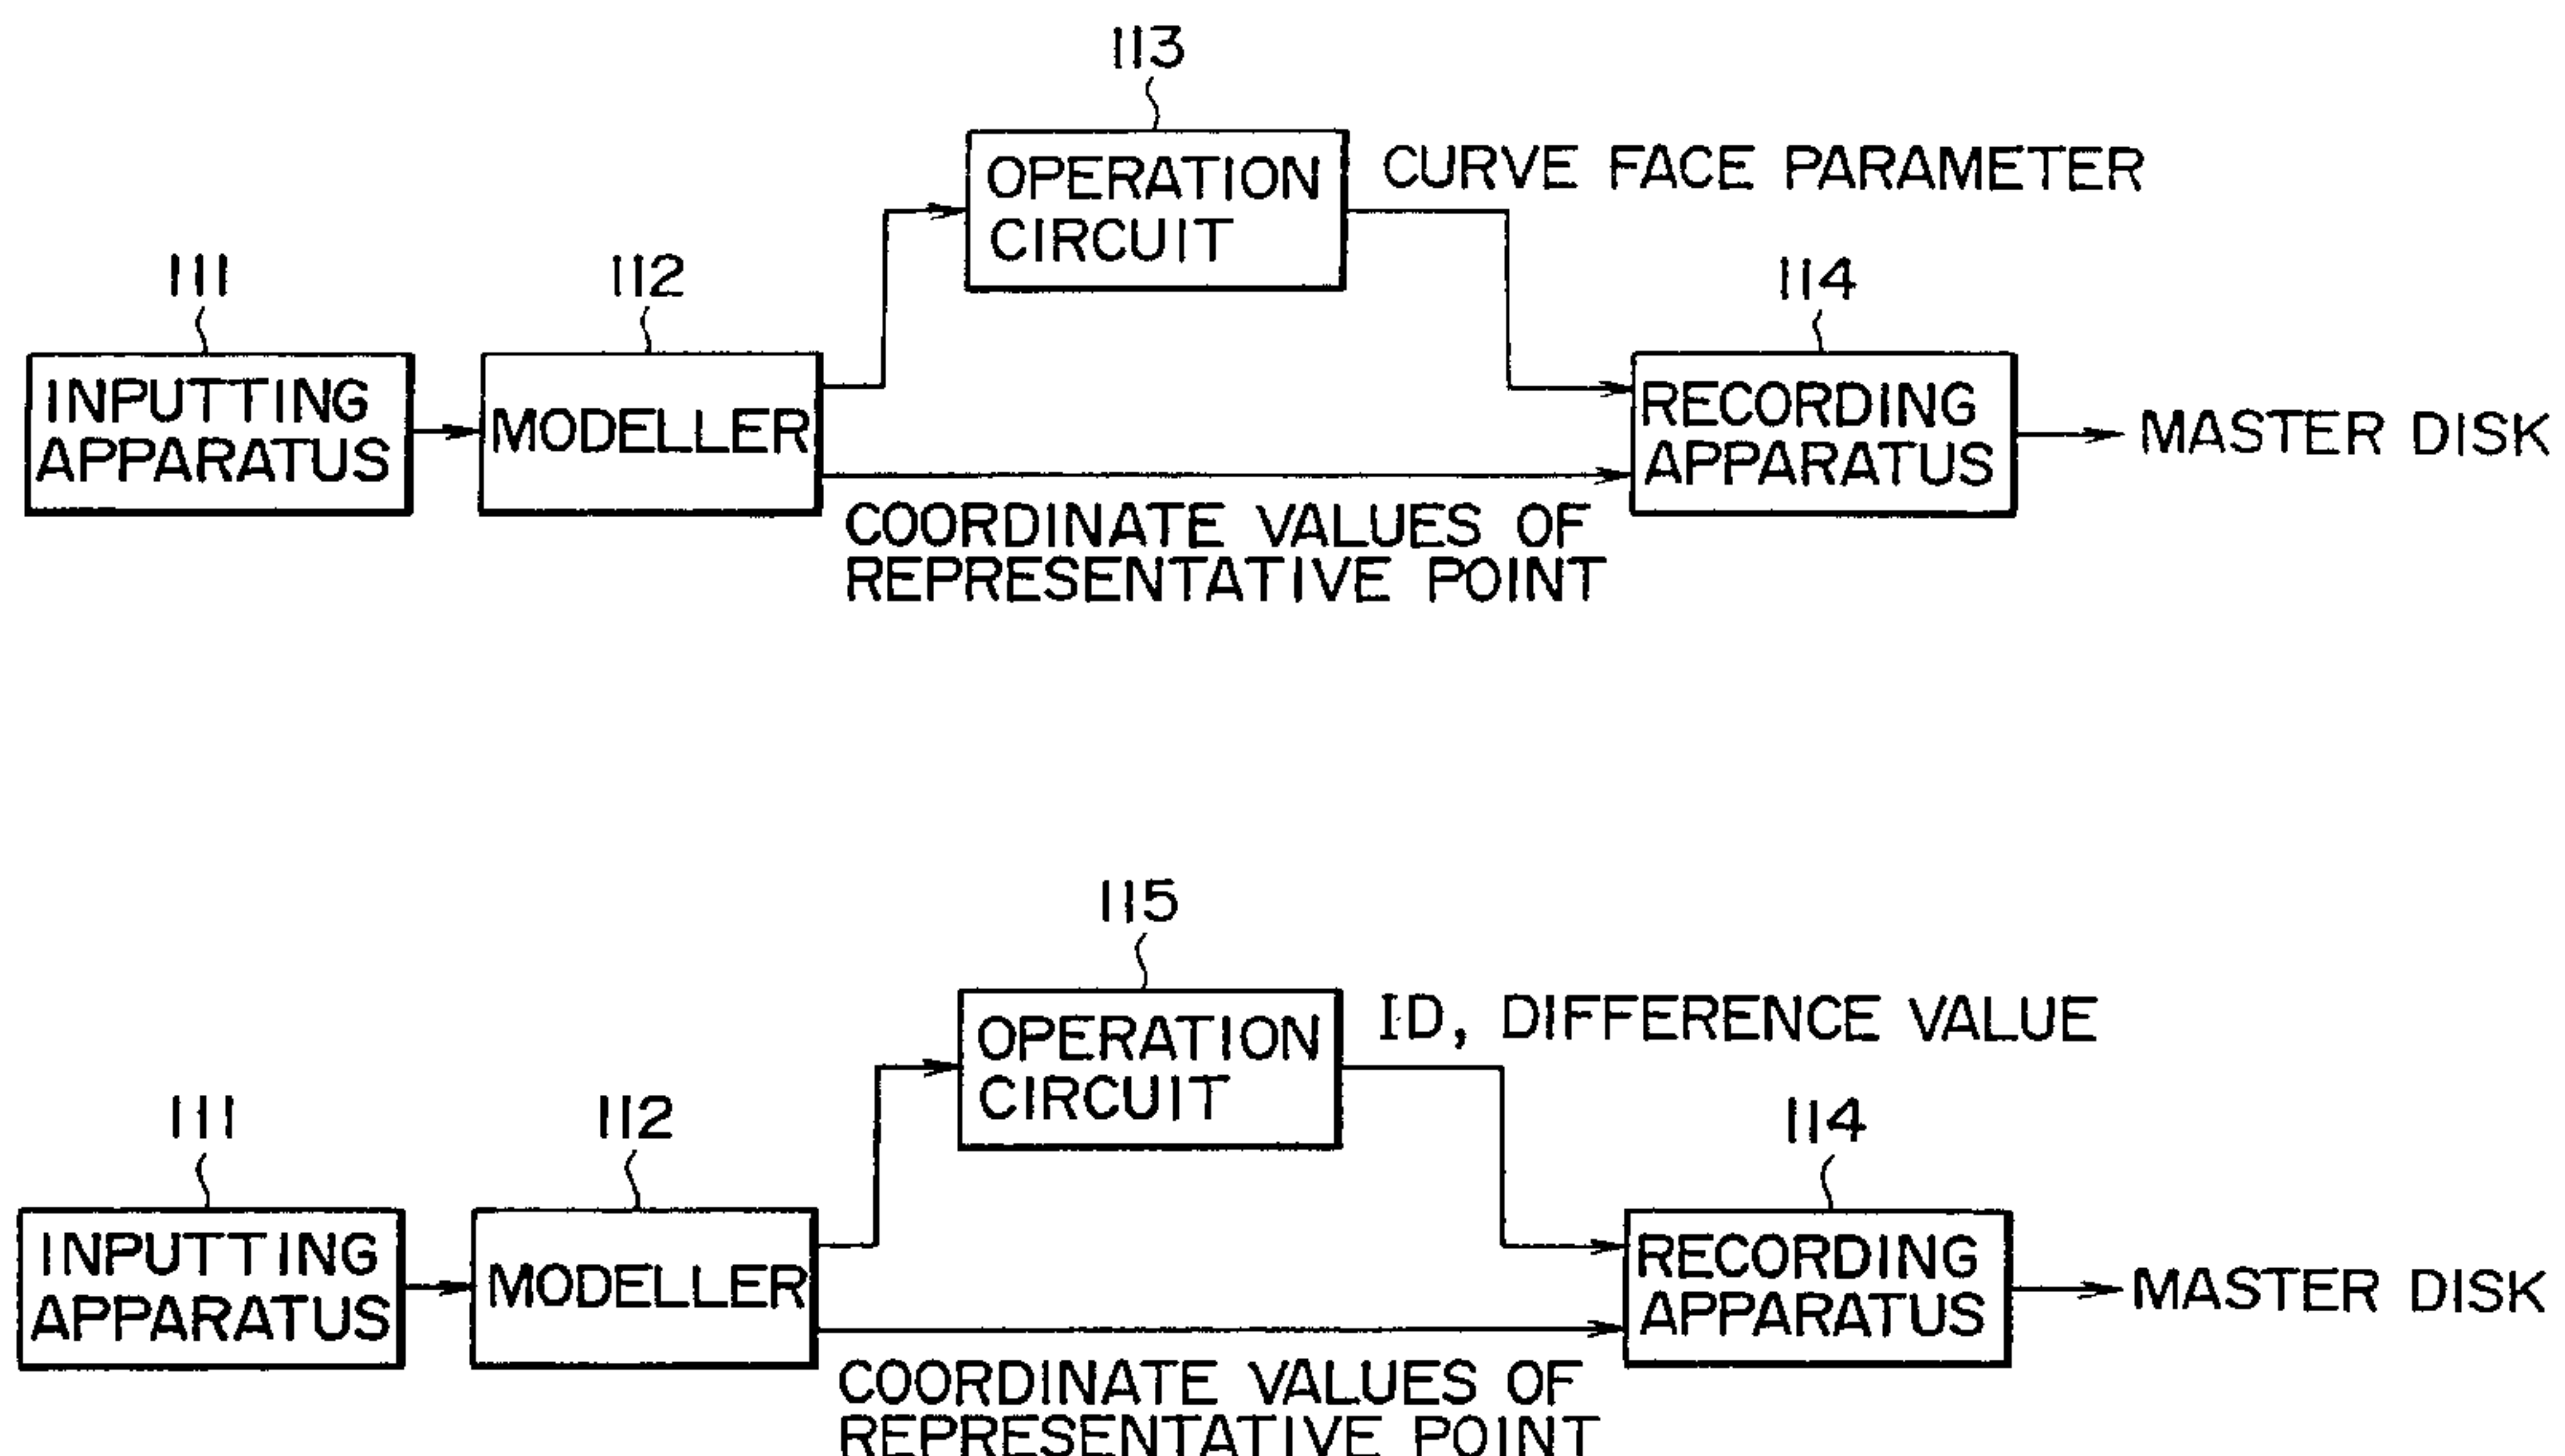 113
OPERATION
CIRCUIT
CURVE FACE PARAMETER
111
112
114
INPUTTING
APPARATUS
MODELLER
RECORDING
APPARATUS
MASTER DISK
COORDINATE VALUES OF
REPRESENTATIVE POINT
115
OPERATION
CIRCUIT
ID, DIFFERENCE VALUE
111
112
114
INPUTTING
APPARATUS
MODELLER
RECORDING
APPARATUS
MASTER DISK
COORDINATE VALUES OF
REPRESENTATIVE POINT